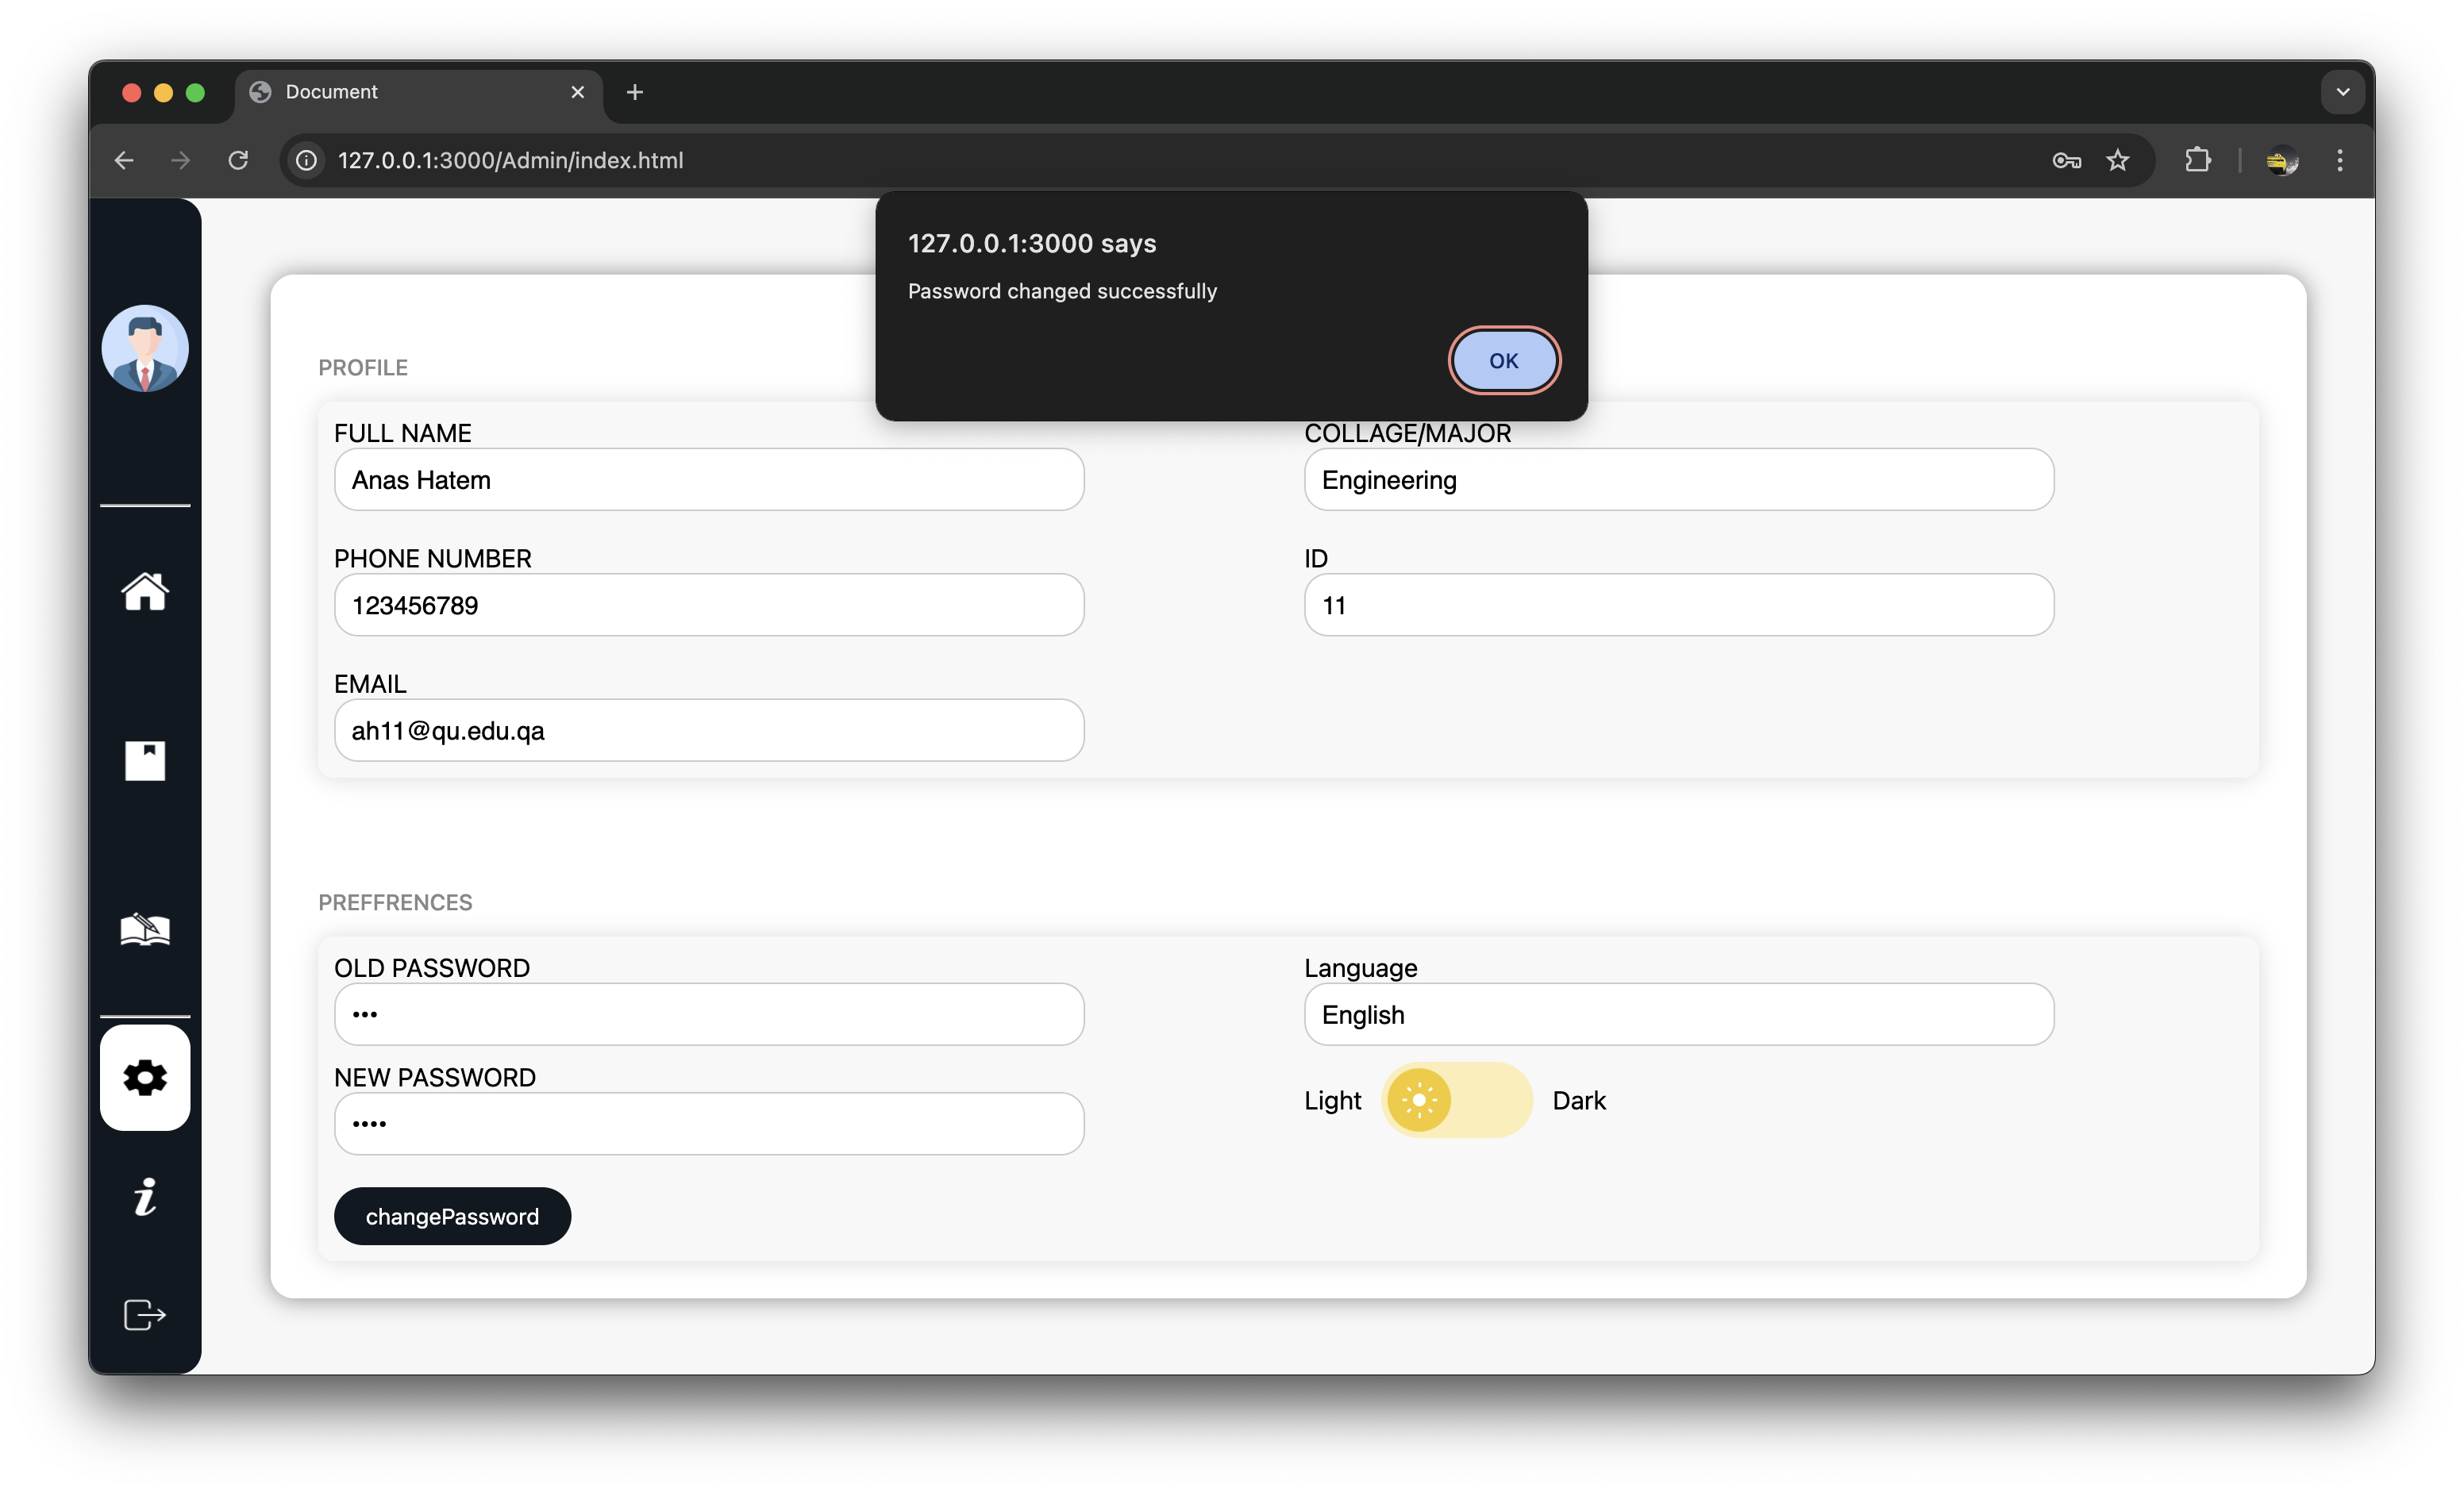 Document
127.0.0.1:3000/Admin/index.html
127.0.0.1:3000 says
Password changed successfully
OK
PROFILE
FULL NAME
Anas Hatem
COLLAGE/MAJOR
Engineering
PHONE NUMBER
123456789
ID
11
EMAIL
ah11@qu.edu.qa
PREFFRENCES
OLD PASSWORD
•••
Language
English
NEW PASSWORD
••••
Light
Dark
changePassword